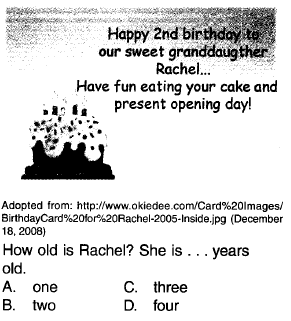 Happy 2nd birthday to
our sweet granddaugther
Rachel...
Have fun eating your cake and
present opening day!
Adopted from: http://www.okiedee.com/Card%20Images/
BirthdayCard%20for%20Rachel-2005-Inside.jpg (December
18, 2008)
How old is Rachel? She is . . . years
old.
A. one C. three
B. two D. four